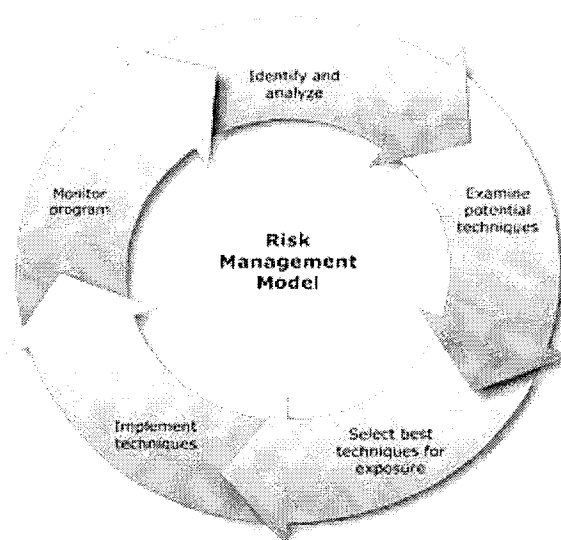 Identify and
analyze
Examine
potential
techniques
Select best
techniques for
exposure
Implement
techniques
Monitor
program
Risk
Management
Model